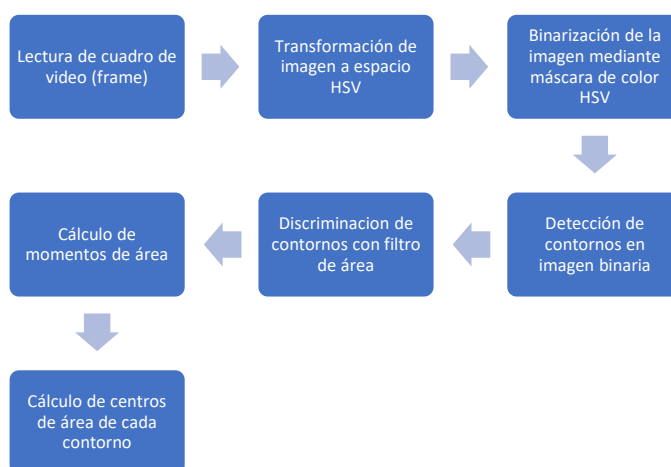 Lectura de cuadro de
video (frame)
Transformación de
imagen a espacio
HSV
Binarización de la
imagen mediante
máscara de color
HSV
Detección de
contornos en
imagen binaria
Discriminacion de
contornos con filtro
de área
Cálculo de
momentos de área
Cálculo de centros
de área de cada
contorno